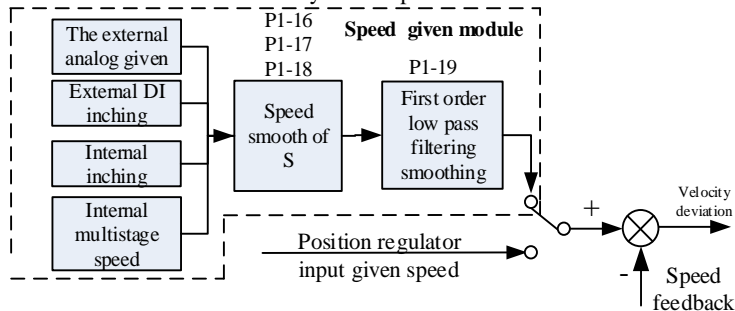 P1-16
P1-17
P1-18
Speed given module
The external
analog given
External DI
inching
Internal
inching
Internal
multistage
speed
Speed
smooth of
S
P1-19
First order
low pass
filtering
smoothing
Position regulator
input given speed
+
-
Velocity
deviation
Speed
feedback